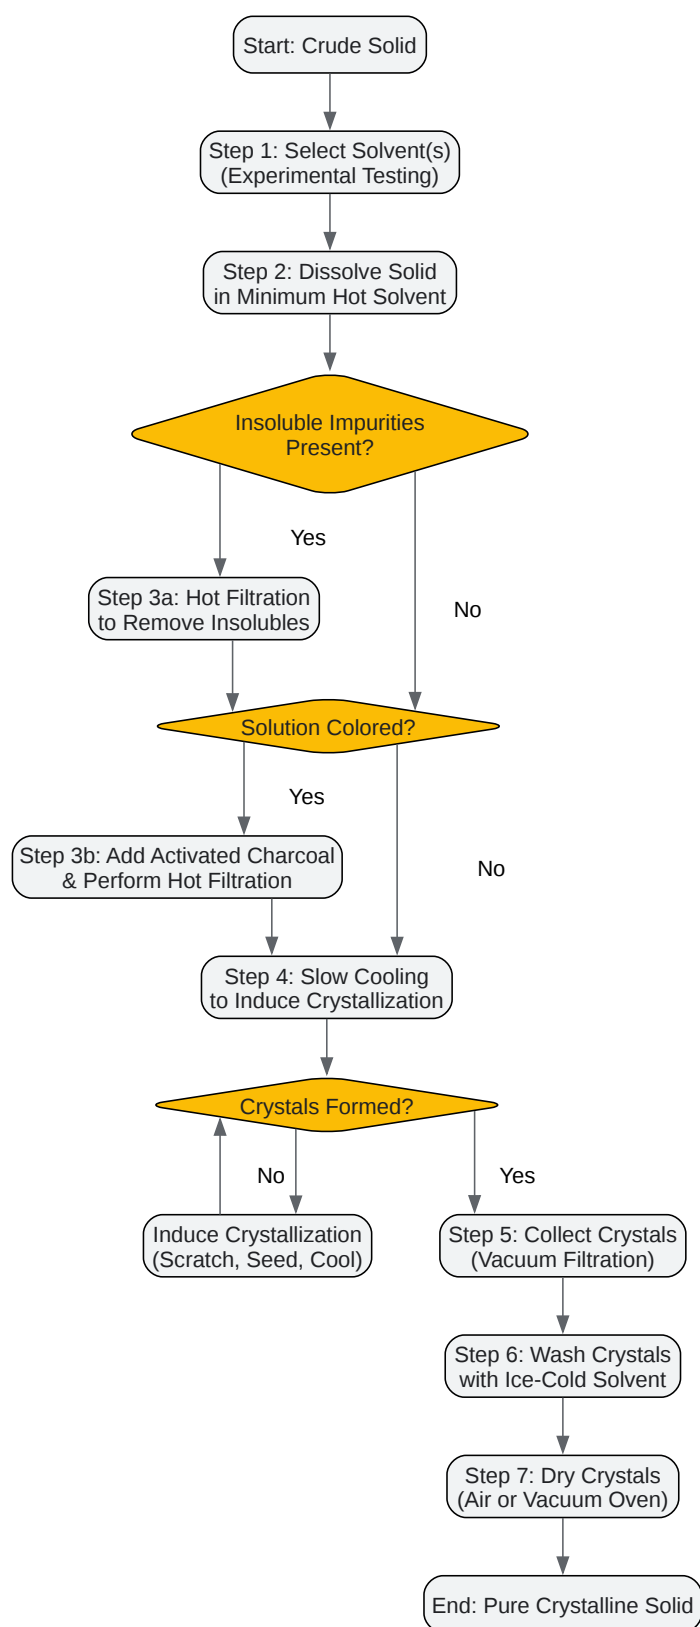 Start: Crude Solid
Step 1: Select Solvent(s)
(Experimental Testing)
Step 2: Dissolve Solid
in Minimum Hot Solvent
Insoluble Impurities
Present?
Yes
Step 3a: Hot Filtration
to Remove Insolubles
No
Solution Colored?
Yes
Step 3b: Add Activated Charcoal
& Perform Hot Filtration
No
Step 4: Slow Cooling
to Induce Crystallization
Crystals Formed?
No
Yes
Induce Crystallization
(Scratch, Seed, Cool)
Step 5: Collect Crystals
(Vacuum Filtration)
Step 6: Wash Crystals
with Ice-Cold Solvent
Step 7: Dry Crystals
(Air or Vacuum Oven)
End: Pure Crystalline Solid